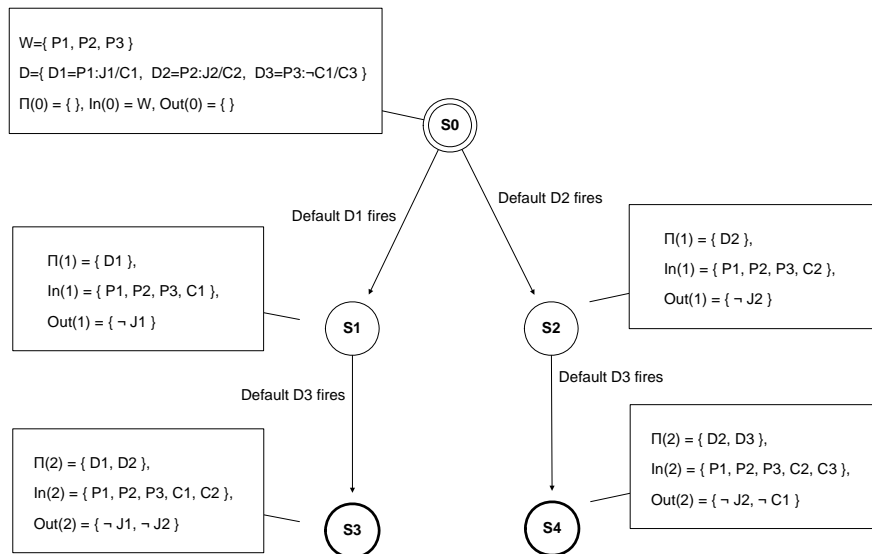 W={ P1, P2, P3 }
D={ D1=P1:J1/C1, D2=P2:J2/C2, D3=P3:¬C1/C3 }
Π(0) = { }, In(0) = W, Out(0) = { }
S0
Default D1 fires
Default D2 fires
Π(1) = { D1 },
In(1) = { P1, P2, P3, C1 },
Out(1) = { ¬ J1 }
Π(1) = { D2 },
In(1) = { P1, P2, P3, C2 },
Out(1) = { ¬ J2 }
S1
S2
Default D3 fires
Default D3 fires
Π(2) = { D1, D2 },
In(2) = { P1, P2, P3, C1, C2 },
Out(2) = { ¬ J1, ¬ J2 }
Π(2) = { D2, D3 },
In(2) = { P1, P2, P3, C2, C3 },
Out(2) = { ¬ J2, ¬ C1 }
S3
S4